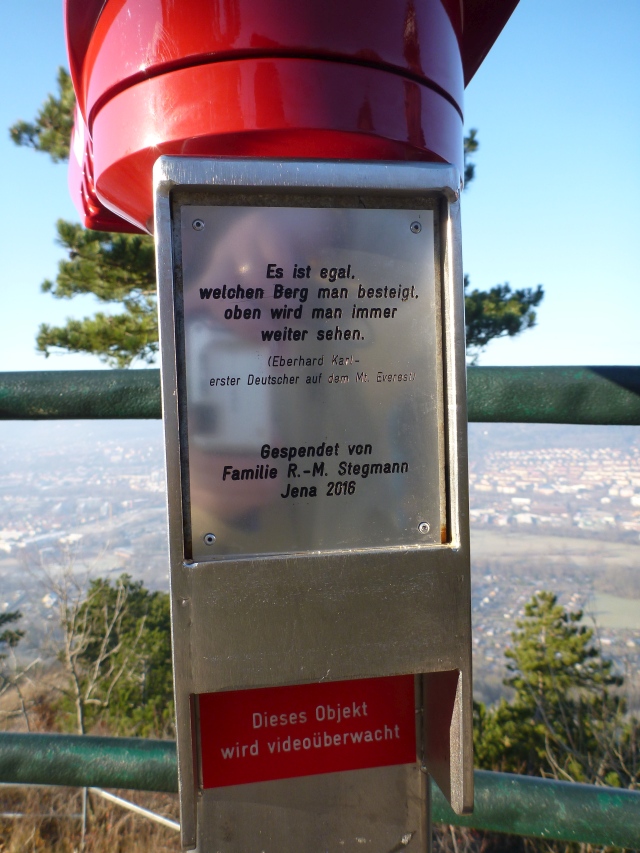 Es ist egal,
welchen Berg man besteigt,
oben wird man immer
weiter sehen.
(Eberhard Karl-
erster Deutscher auf dem Mt. Everest)
Gespendet von
Familie R.-M. Stegmann
Jena 2016
Dieses Objekt
wird videoüberwacht